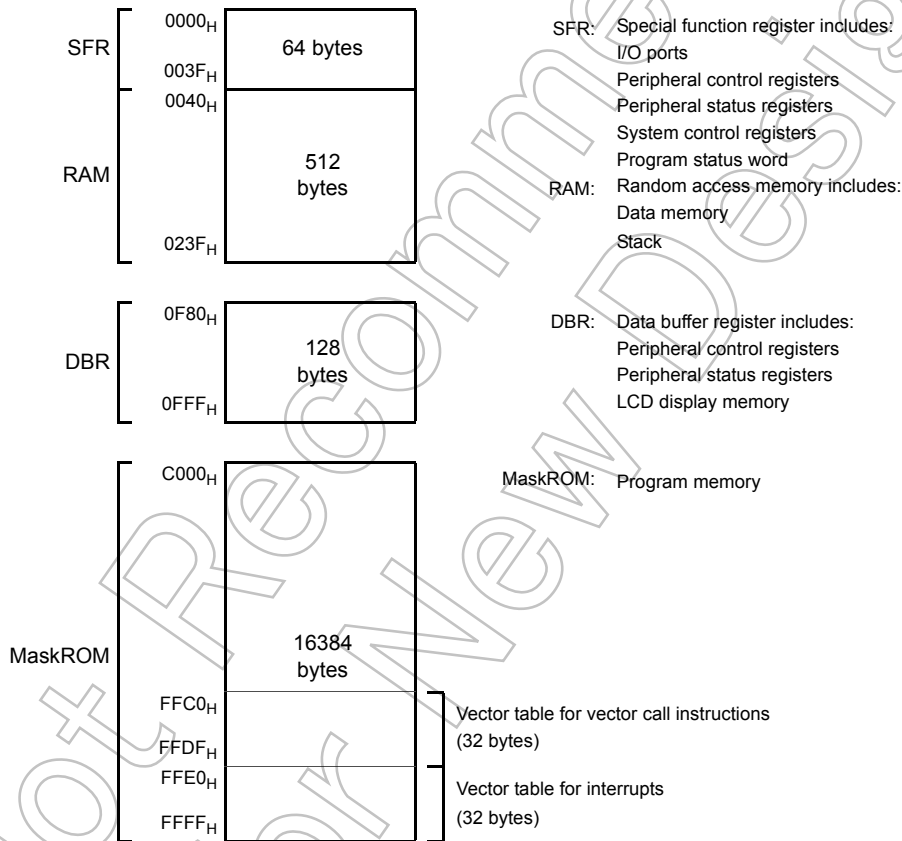 SFR
0000H
64 bytes
003FH
RAM
0040H
512
bytes
023FH
SFR: Special function register includes:
I/O ports
Peripheral control registers
Peripheral status registers
System control registers
Program status word
RAM: Random access memory includes:
Data memory
Stack
DBR
0F80H
128
bytes
0FFFH
DBR: Data buffer register includes:
Peripheral control registers
Peripheral status registers
LCD display memory
MaskROM
C000H
16384
bytes
MaskROM: Program memory
FFC0H
FFDFH
Vector table for vector call instructions
(32 bytes)
FFE0H
FFFFH
Vector table for interrupts
(32 bytes)